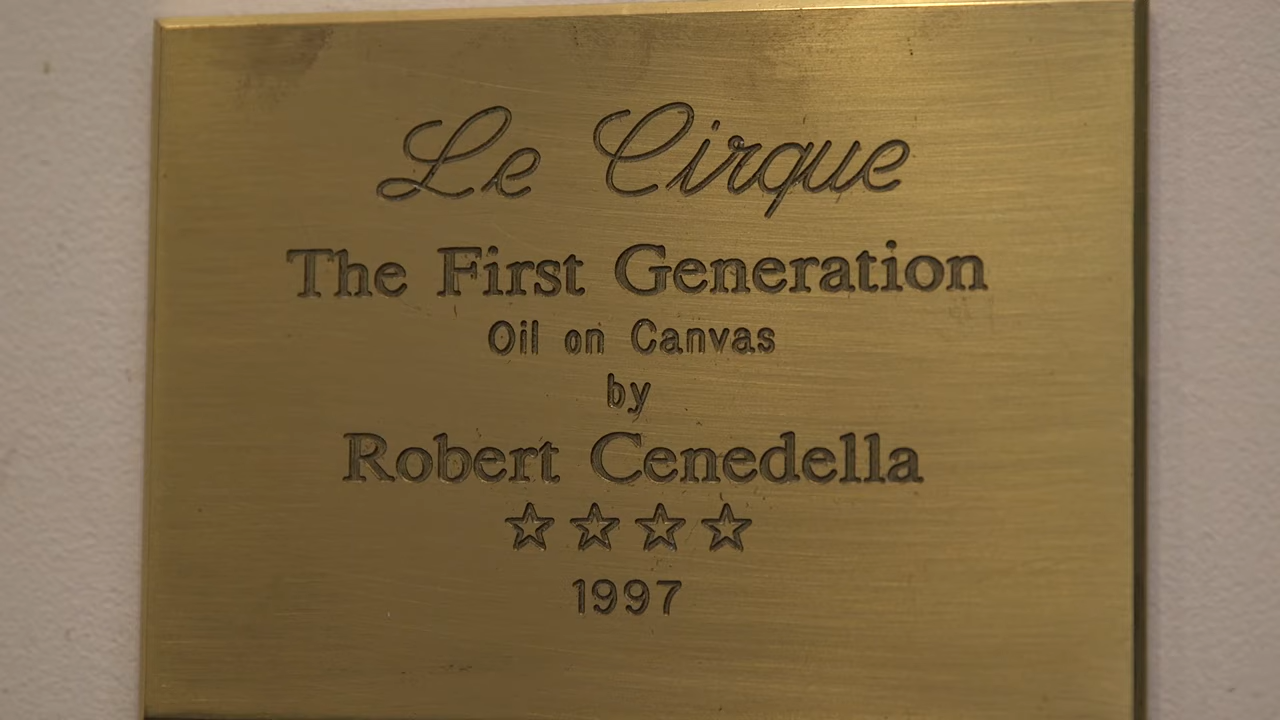 Le Cirque
The First Generation
Oil on Canvas
by
Robert Cenedella
☆ ☆ ☆ ☆
1997